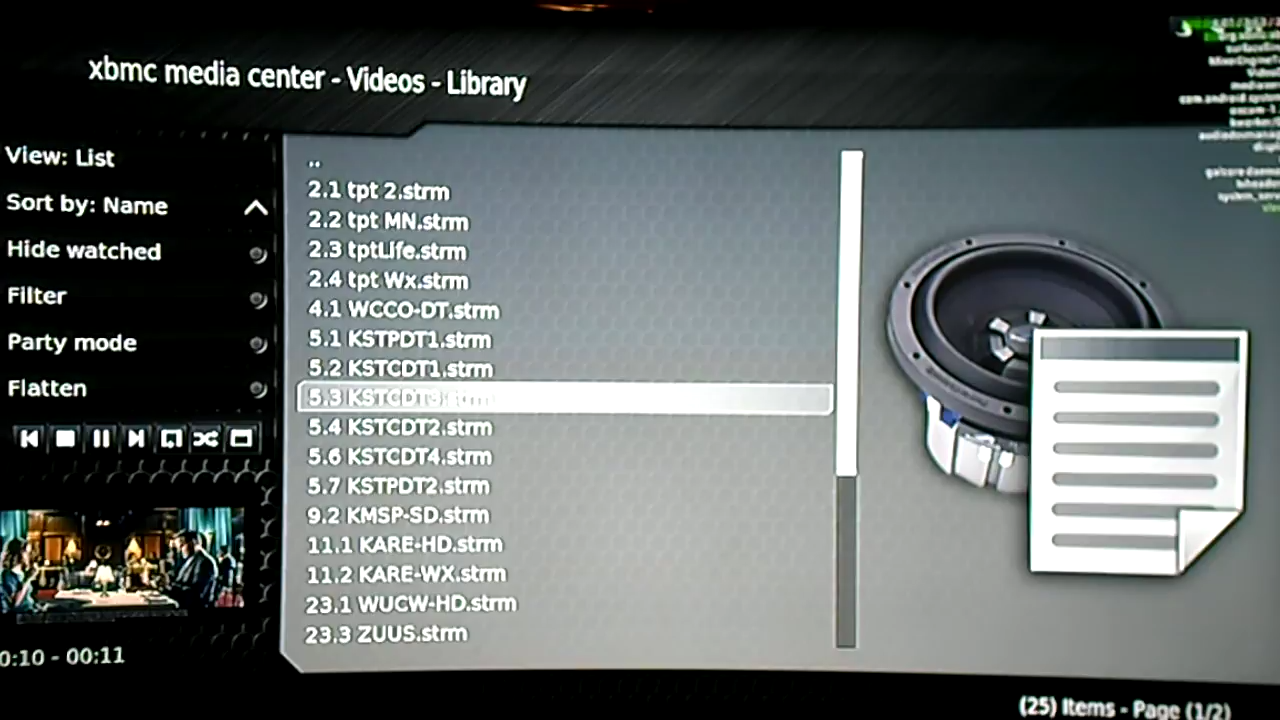 xbmc media center - Videos - Library
View: List
Sort by: Name
Hide watched
Filter
Party mode
Flatten
0:10 - 00:11
..
2.1 tpt 2.strm
2.2 tpt MN.strm
2.3 tptLife.strm
2.4 tpt Wx.strm
4.1 WCCO-DT.strm
5.1 KSTPDT1.strm
5.2 KSTCDT1.strm
5.3 KSTCDT3.strm
5.4 KSTCDT2.strm
5.6 KSTCDT4.strm
5.7 KSTPDT2.strm
9.2 KMSP-SD.strm
11.1 KARE-HD.strm
11.2 KARE-WX.strm
23.1 WUCW-HD.strm
23.3 ZUUS.strm
(25) Items - Page (1/2)